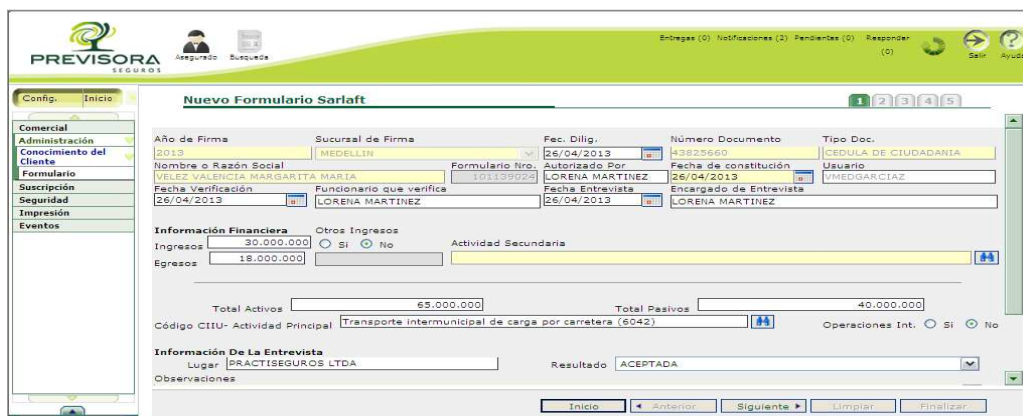 PREVISORA
SEGUROS
Asegurado Busqueda
Entregas (0) Notificaciones (2) Pendientes (0) Responder (0)
Salir Ayuda
Config. Inicio
Comercial
Administración
Conocimiento del Cliente
Formulario
Suscripción
Seguridad
Impresión
Eventos
Nuevo Formulario Sarlaft
1 2 3 4 5
Año de Firma Sucursal de Firma Fec. Dilig. Número Documento Tipo Doc.
2013 MEDELLIN 26/04/2013 43825660 CEDULA DE CIUDADANIA
Nombre o Razón Social Formulario Nro. Autorizado Por Fecha de constitución Usuario
VELEZ VALENCIA MARGARITA MARIA 101139024 LORENA MARTINEZ 26/04/2013 VMEDGARCIAZ
Fecha Verificación Funcionario que verifica Fecha Entrevista Encargado de Entrevista
26/04/2013 LORENA MARTINEZ 26/04/2013 LORENA MARTINEZ
Información Financiera Otros Ingresos
Ingresos 30.000.000 Si No Actividad Secundaria
Egresos 18.000.000
Total Activos 65.000.000 Total Pasivos 40.000.000
Código CIIU- Actividad Principal Transporte intermunicipal de carga por carretera (6042) Operaciones Int. Si No
Información De La Entrevista
Lugar PRACTISEGUROS LTDA Resultado ACEPTADA
Observaciones
Inicio Anterior Siguiente Limpiar Finalizar